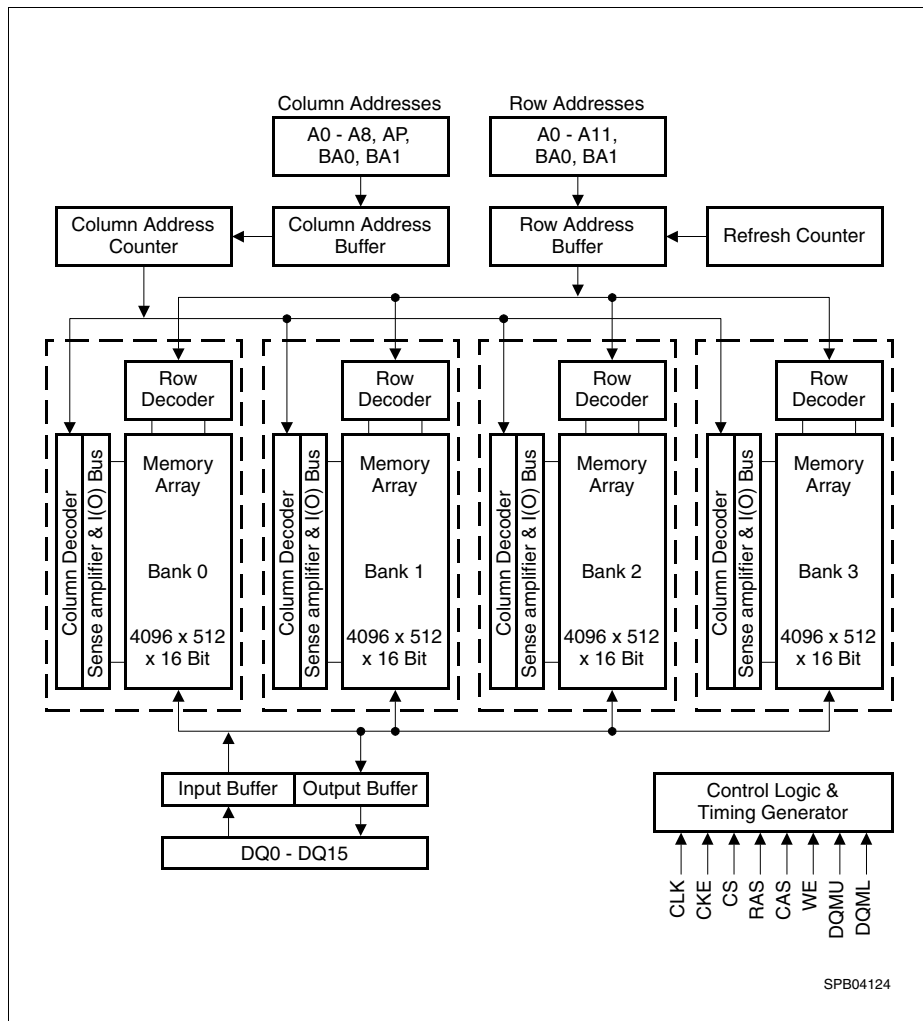 Column Addresses
A0 - A8, AP,
BA0, BA1
Row Addresses
A0 - A11,
BA0, BA1
Column Address
Counter
Column Address
Buffer
Row Address
Buffer
Refresh Counter
Row
Decoder
Row
Decoder
Row
Decoder
Row
Decoder
Column Decoder
Sense amplifier & I(O) Bus
Memory
Array
Bank 0
4096 x 512
x 16 Bit
Column Decoder
Sense amplifier & I(O) Bus
Memory
Array
Bank 1
4096 x 512
x 16 Bit
Column Decoder
Sense amplifier & I(O) Bus
Memory
Array
Bank 2
4096 x 512
x 16 Bit
Column Decoder
Sense amplifier & I(O) Bus
Memory
Array
Bank 3
4096 x 512
x 16 Bit
Input Buffer
Output Buffer
DQ0 - DQ15
Control Logic &
Timing Generator
CLK
CKE
CS
RAS
CAS
WE
DQMU
DQML
SPB04124